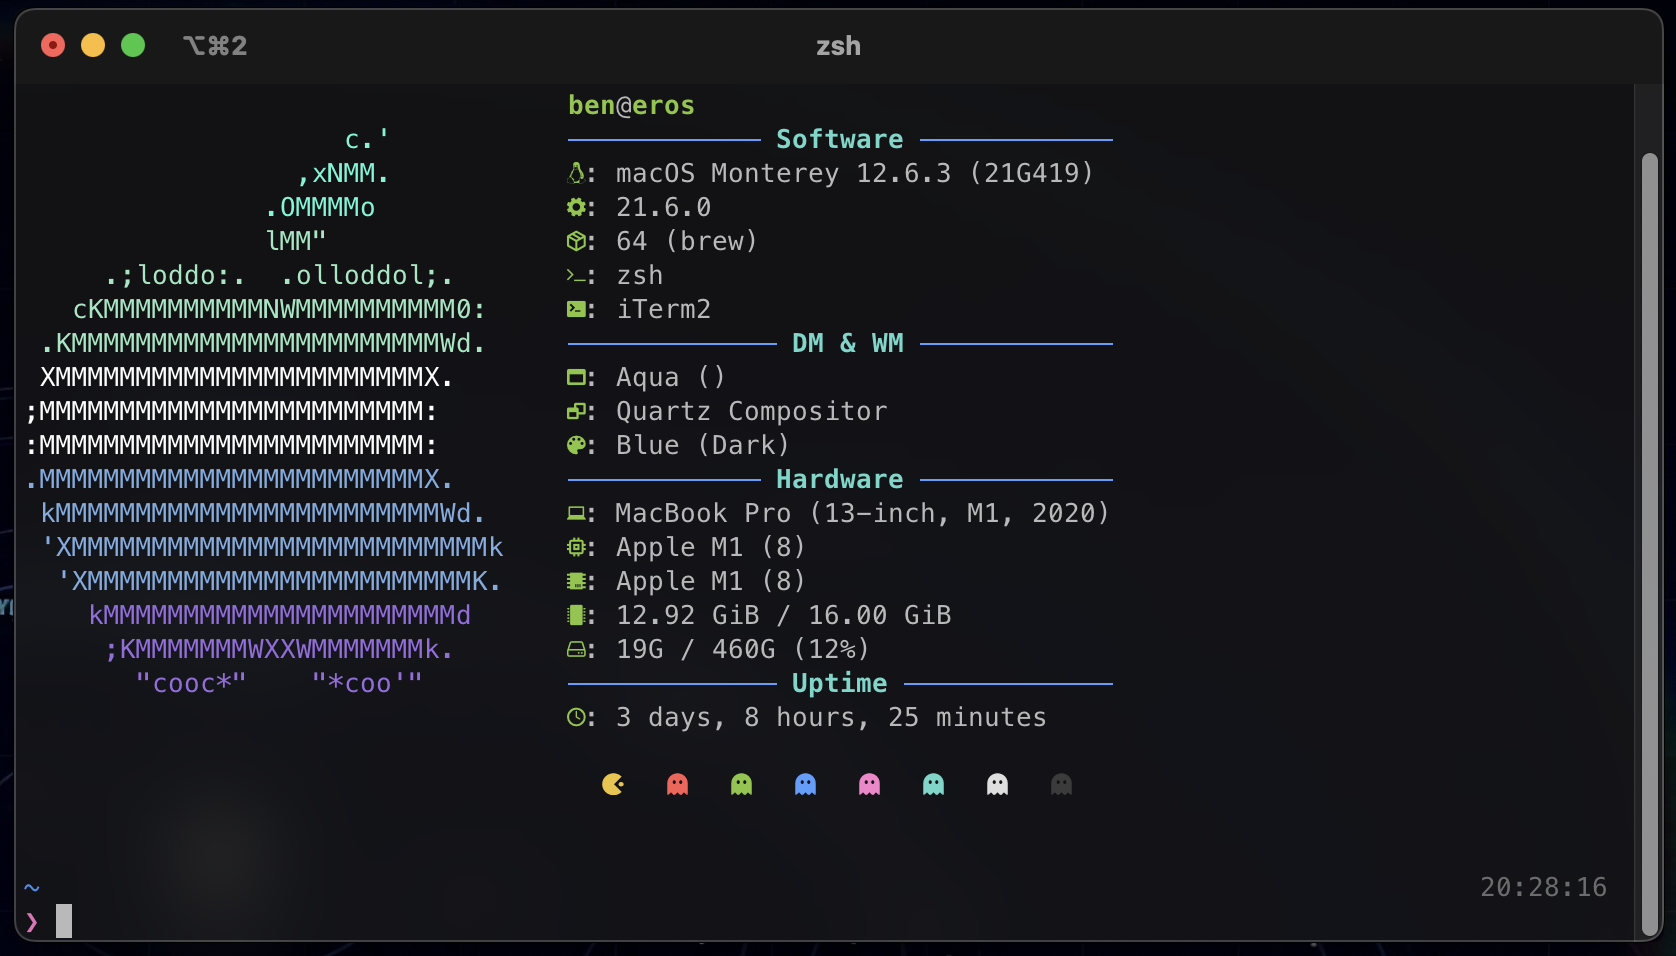 ⌥⌘2 zsh
ben@eros
c.'
,xNMM.
.OMMMMo
lMM"
.;loddo:.  .olloddol;.
cKMMMMMMMMMMNWMMMMMMMMMM0:
.KMMMMMMMMMMMMMMMMMMMMMMMWd.
XMMMMMMMMMMMMMMMMMMMMMMMX.
;MMMMMMMMMMMMMMMMMMMMMMMM:
:MMMMMMMMMMMMMMMMMMMMMMMM:
.MMMMMMMMMMMMMMMMMMMMMMMMX.
kMMMMMMMMMMMMMMMMMMMMMMMMWd.
'XMMMMMMMMMMMMMMMMMMMMMMMMMMk
'XMMMMMMMMMMMMMMMMMMMMMMMMK.
kMMMMMMMMMMMMMMMMMMMMMMd
;KMMMMMMMWXXWMMMMMMMk.
"cooc*"    "*coo'"
Software
: macOS Monterey 12.6.3 (21G419)
: 21.6.0
: 64 (brew)
>_: zsh
: iTerm2
DM & WM
: Aqua ()
: Quartz Compositor
: Blue (Dark)
Hardware
: MacBook Pro (13-inch, M1, 2020)
: Apple M1 (8)
: Apple M1 (8)
: 12.92 GiB / 16.00 GiB
: 19G / 460G (12%)
Uptime
: 3 days, 8 hours, 25 minutes
~ 20:28:16
❯